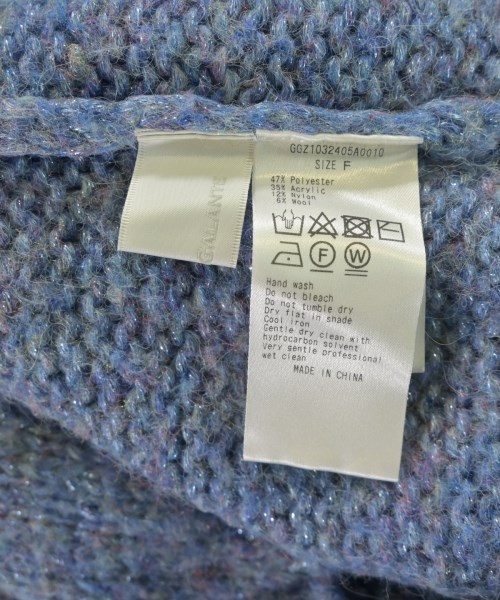 GGZ1032405A0010
SIZE F
47% Polyester
35% Acrylic
12% Nylon
6% Wool
F W
Hand wash
Do not bleach
Do not tumble dry
Dry flat in shade
Cool iron
Gentle dry clean with
hydrocarbon solvent
Very gentle professional
wet clean
MADE IN CHINA